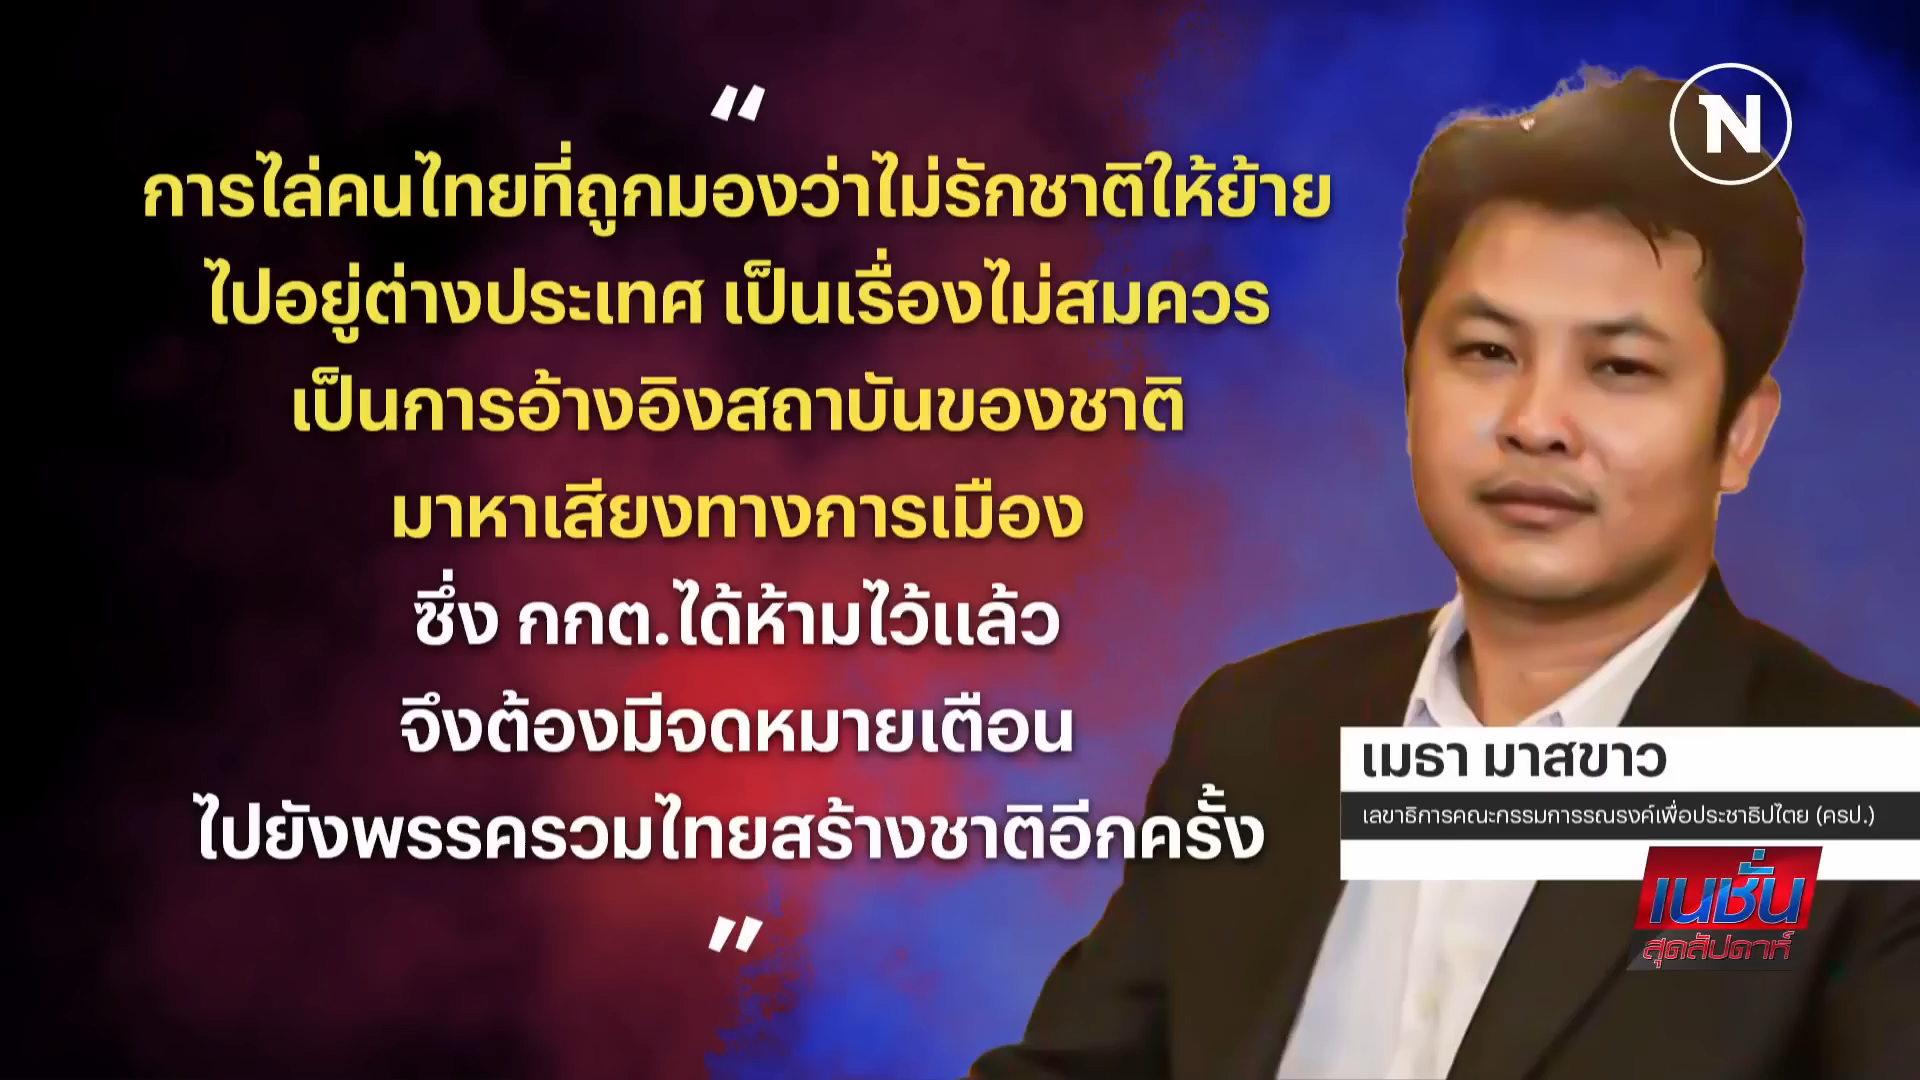 “
การไล่คนไทยที่ถูกมองว่าไม่รักชาติให้ย้าย
ไปอยู่ต่างประเทศ เป็นเรื่องไม่สมควร
เป็นการอ้างอิงสถาบันของชาติ
มาหาเสียงทางการเมือง
ซึ่ง กกต.ได้ห้ามไว้แล้ว
จึงต้องมีจดหมายเตือน
ไปยังพรรครวมไทยสร้างชาติอีกครั้ง
”
N
เมธา มาสขาว
เลขาธิการคณะกรรมการรณรงค์เพื่อประชาธิปไตย (ครป.)
เนชั่น
สุดสัปดาห์